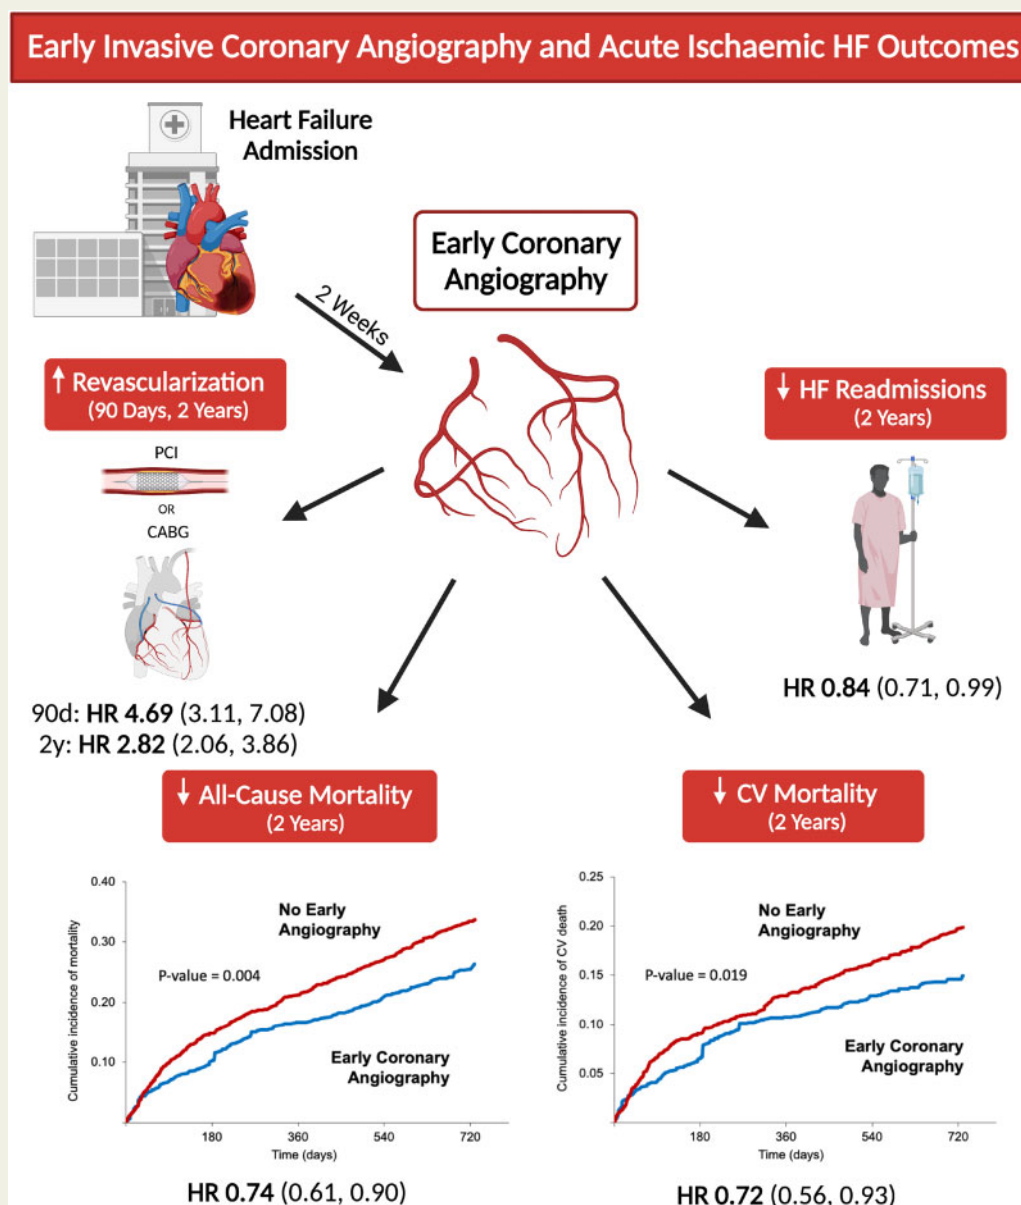 Early Invasive Coronary Angiography and Acute Ischaemic HF Outcomes
Heart Failure
Admission
Early Coronary
Angiography
2 Weeks
↑ Revascularization
(90 Days, 2 Years)
PCI
OR
CABG
90d: HR 4.69 (3.11, 7.08)
2y: HR 2.82 (2.06, 3.86)
↓ HF Readmissions
(2 Years)
HR 0.84 (0.71, 0.99)
↓ All-Cause Mortality
(2 Years)
Cumulative incidence of mortality
0.40
0.30
0.20
0.10
No Early
Angiography
P-value = 0.004
Early Coronary
Angiography
180 360 540 720
Time (days)
HR 0.74 (0.61, 0.90)
↓ CV Mortality
(2 Years)
Cumulative incidence of CV death
0.25
0.20
0.15
0.10
0.05
No Early
Angiography
P-value = 0.019
Early Coronary
Angiography
180 360 540 720
Time (days)
HR 0.72 (0.56, 0.93)